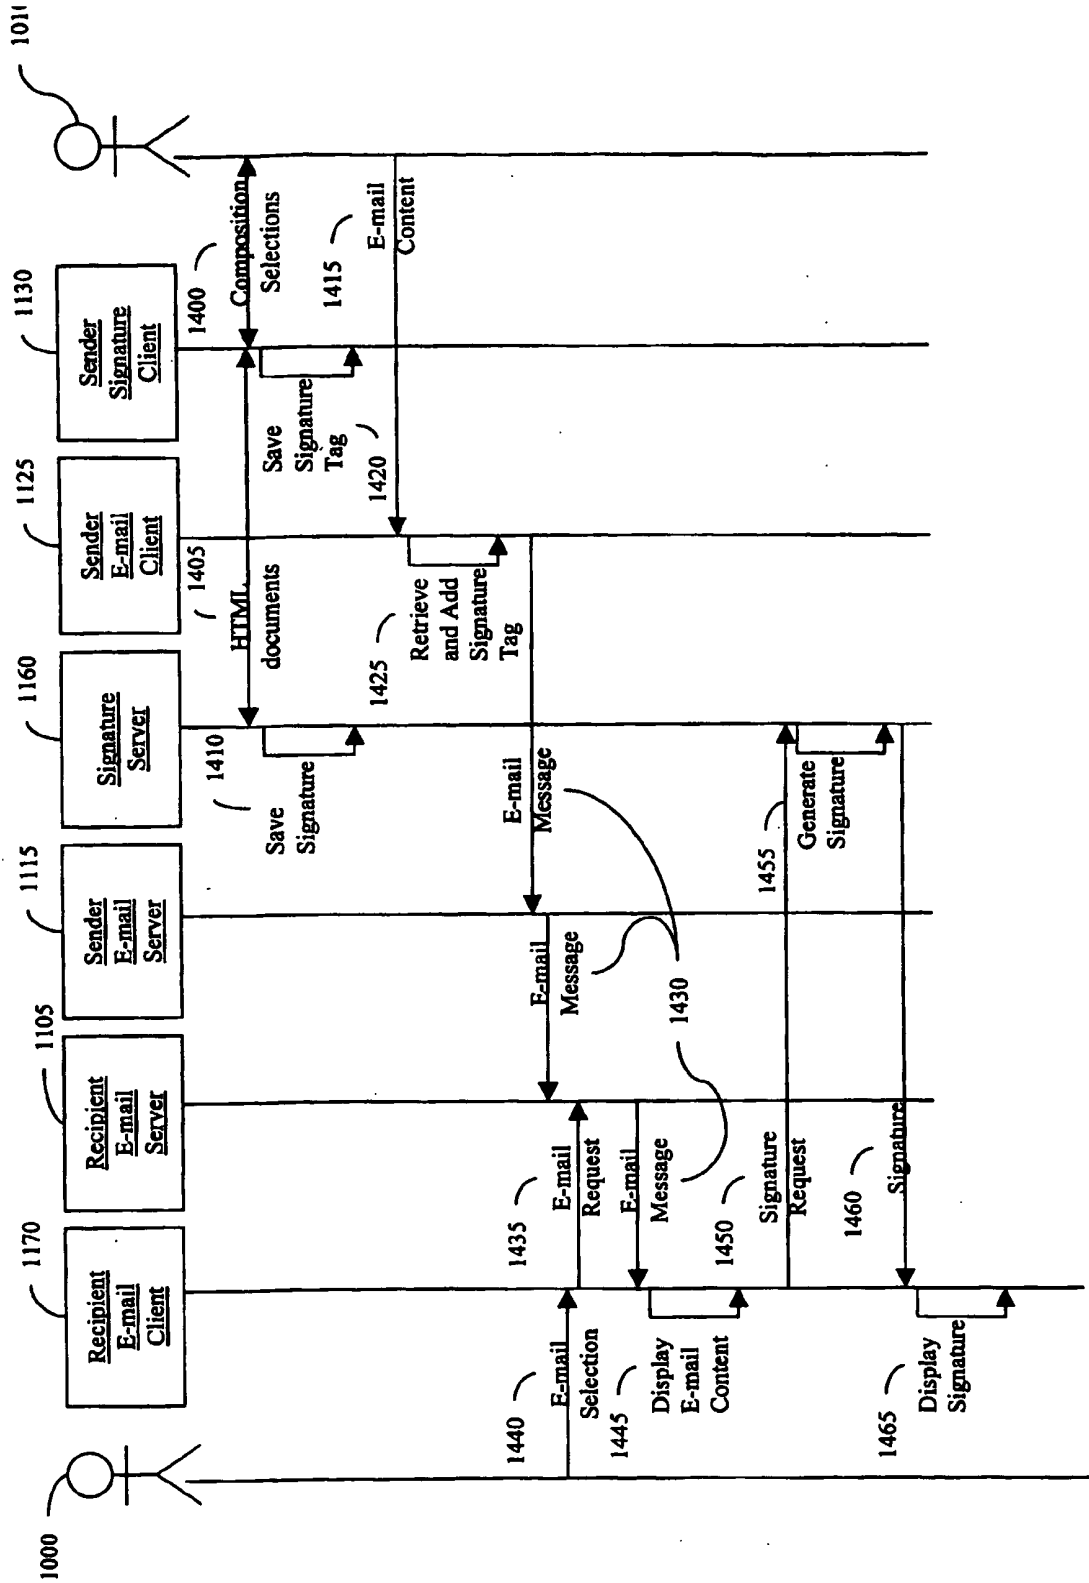 1170
1105
1115
1160
1125
1130
1000
Recipient
E-mail
Client
Recipient
E-mail
Server
Sender
E-mail
Server
Signature
Server
Sender
E-mail
Client
Sender
Signature
Client
1400
Composition
Selections
1405
HTML
documents
1410
Save
Signature
Save
Signature
Tag
1420
1415
E-mail
Content
1425
Retrieve
and Add
Signature
Tag
E-mail
Message
E-mail
Message
1430
1440
E-mail
Selection
1435
E-mail
Request
E-mail
Message
1445
Display
E-mail
Content
1450
Signature
Request
1455
Generate
Signature
1460
Signature
1465
Display
Signature